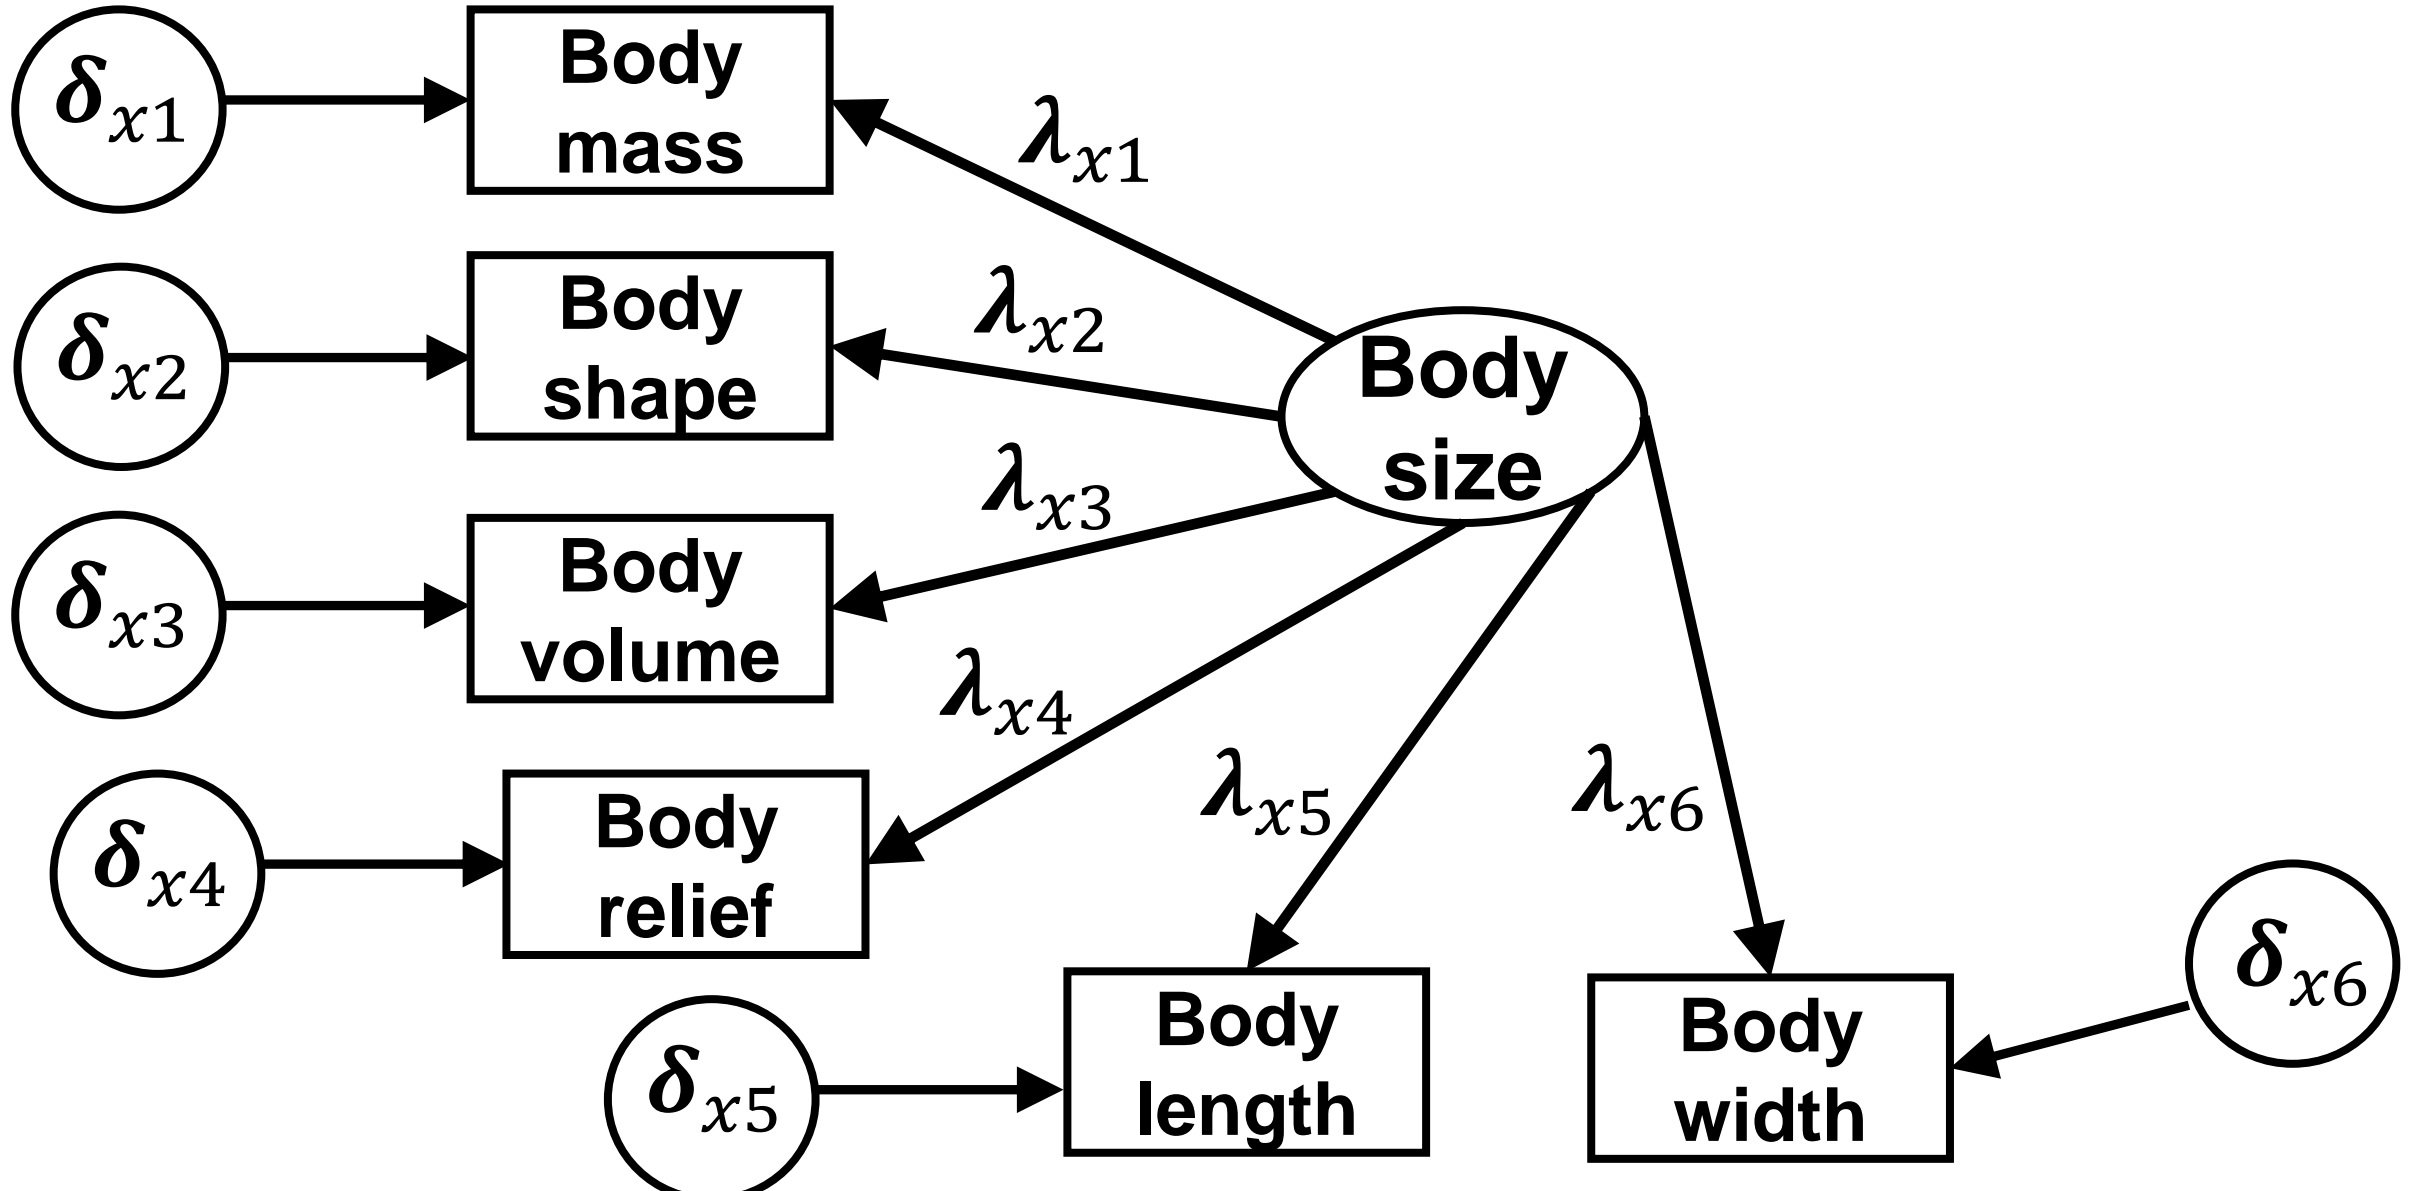 δx1
Body
mass
λx1
δx2
Body
shape
λx2
Body
size
δx3
Body
volume
λx3
δx4
Body
relief
λx4
λx5
λx6
δx5
Body
length
Body
width
δx6